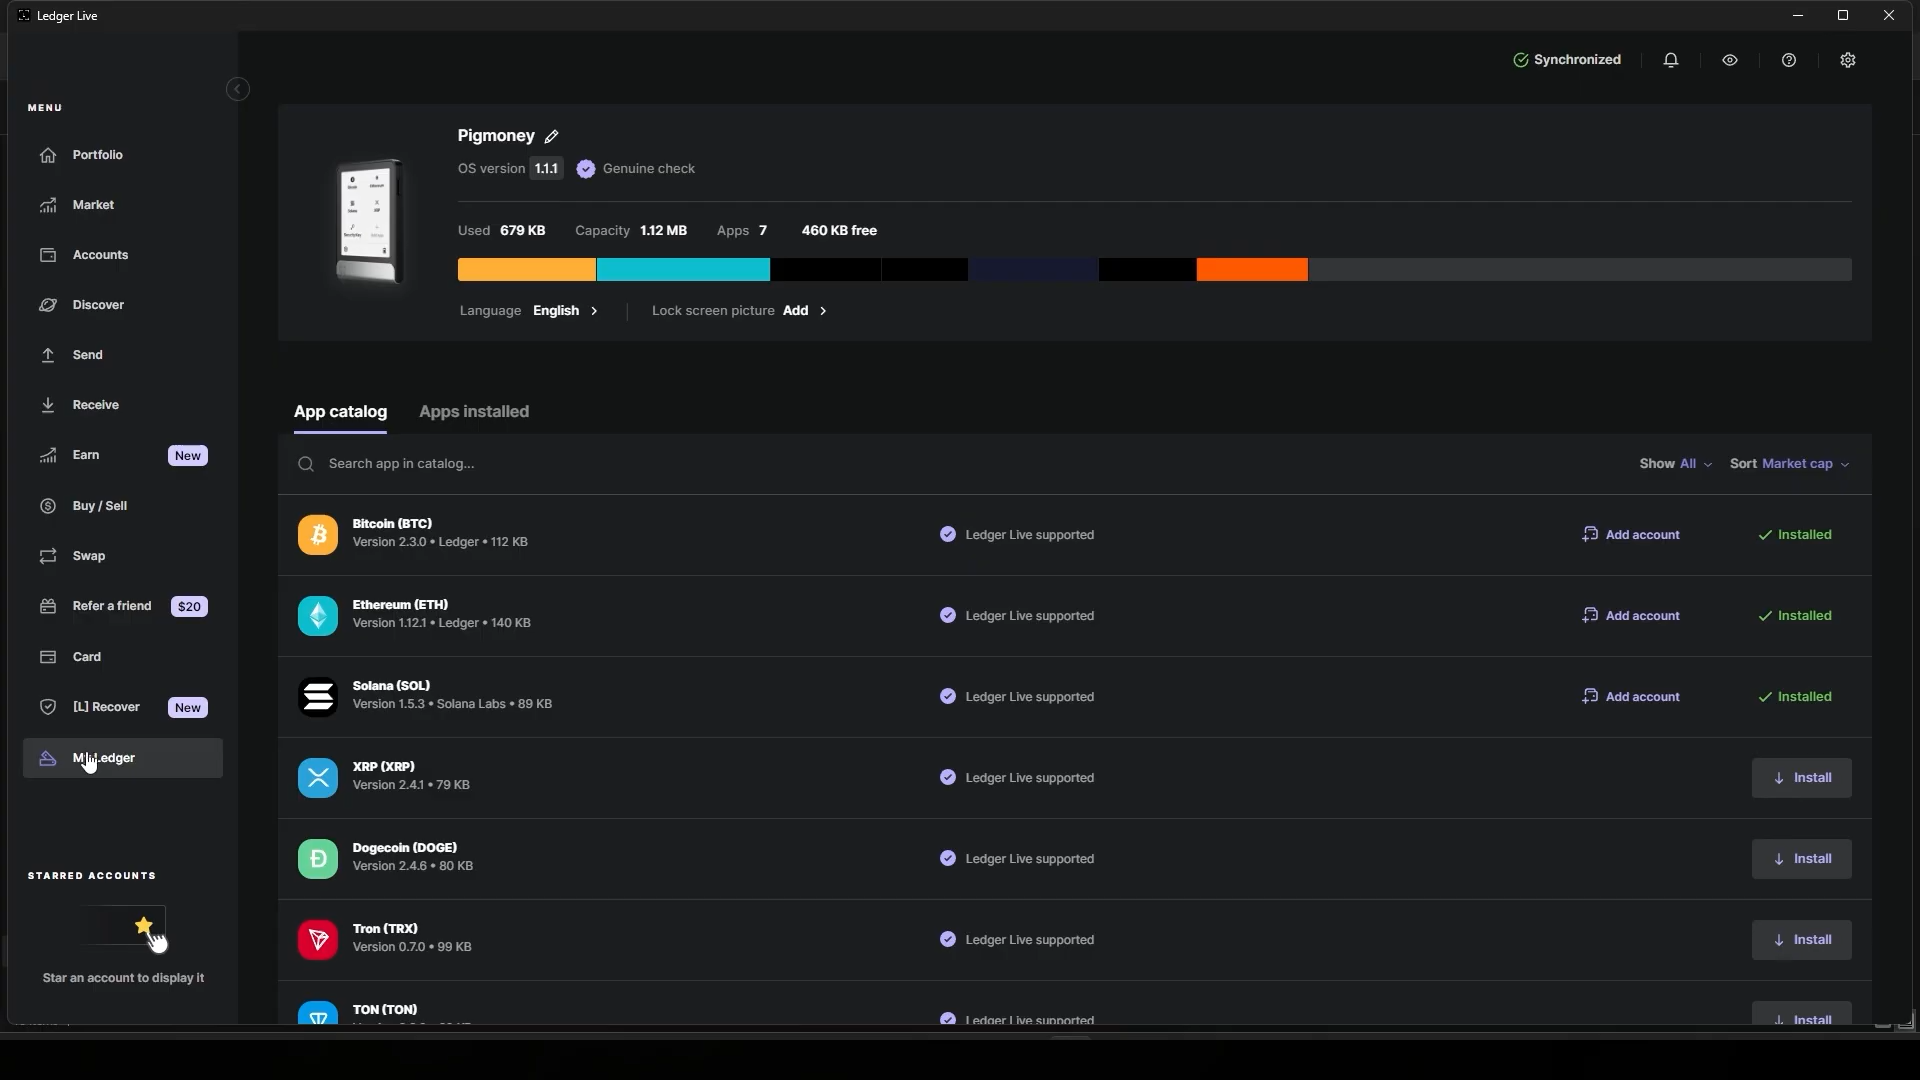 Ledger Live
Synchronized
MENU
Portfolio
Market
Accounts
Discover
Send
Receive
Earn New
Buy / Sell
Swap
Refer a friend $20
Card
[L] Recover New
My Ledger
STARRED ACCOUNTS
Star an account to display it
Pigmoney
OS version 1.1.1 Genuine check
Used 679 KB Capacity 1.12 MB Apps 7 460 KB free
Language English Lock screen picture Add
App catalog Apps installed
Search app in catalog... Show All Sort Market cap
Bitcoin (BTC)
Version 2.3.0 • Ledger • 112 KB
Ledger Live supported Add account Installed
Ethereum (ETH)
Version 1.12.1 • Ledger • 140 KB
Ledger Live supported Add account Installed
Solana (SOL)
Version 1.5.3 • Solana Labs • 89 KB
Ledger Live supported Add account Installed
XRP (XRP)
Version 2.4.1 • 79 KB
Ledger Live supported Install
Dogecoin (DOGE)
Version 2.4.6 • 80 KB
Ledger Live supported Install
Tron (TRX)
Version 0.7.0 • 99 KB
Ledger Live supported Install
TON (TON)
Ledger Live supported Install